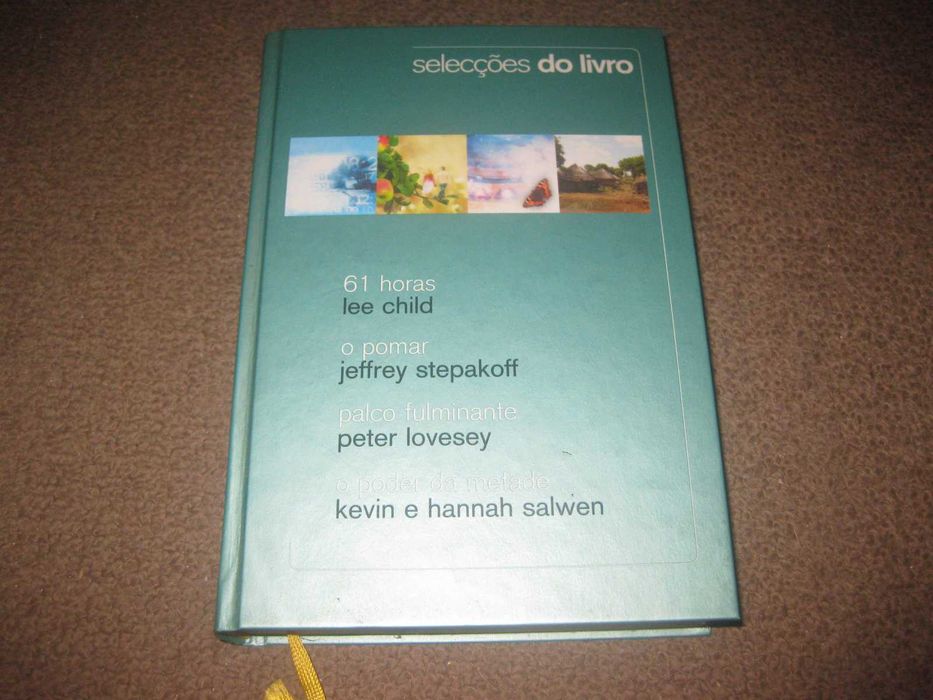 selecções do livro
61 horas
lee child
o pomar
jeffrey stepakoff
palco fulminante
peter lovesey
o poder da metade
kevin e hannah salwen